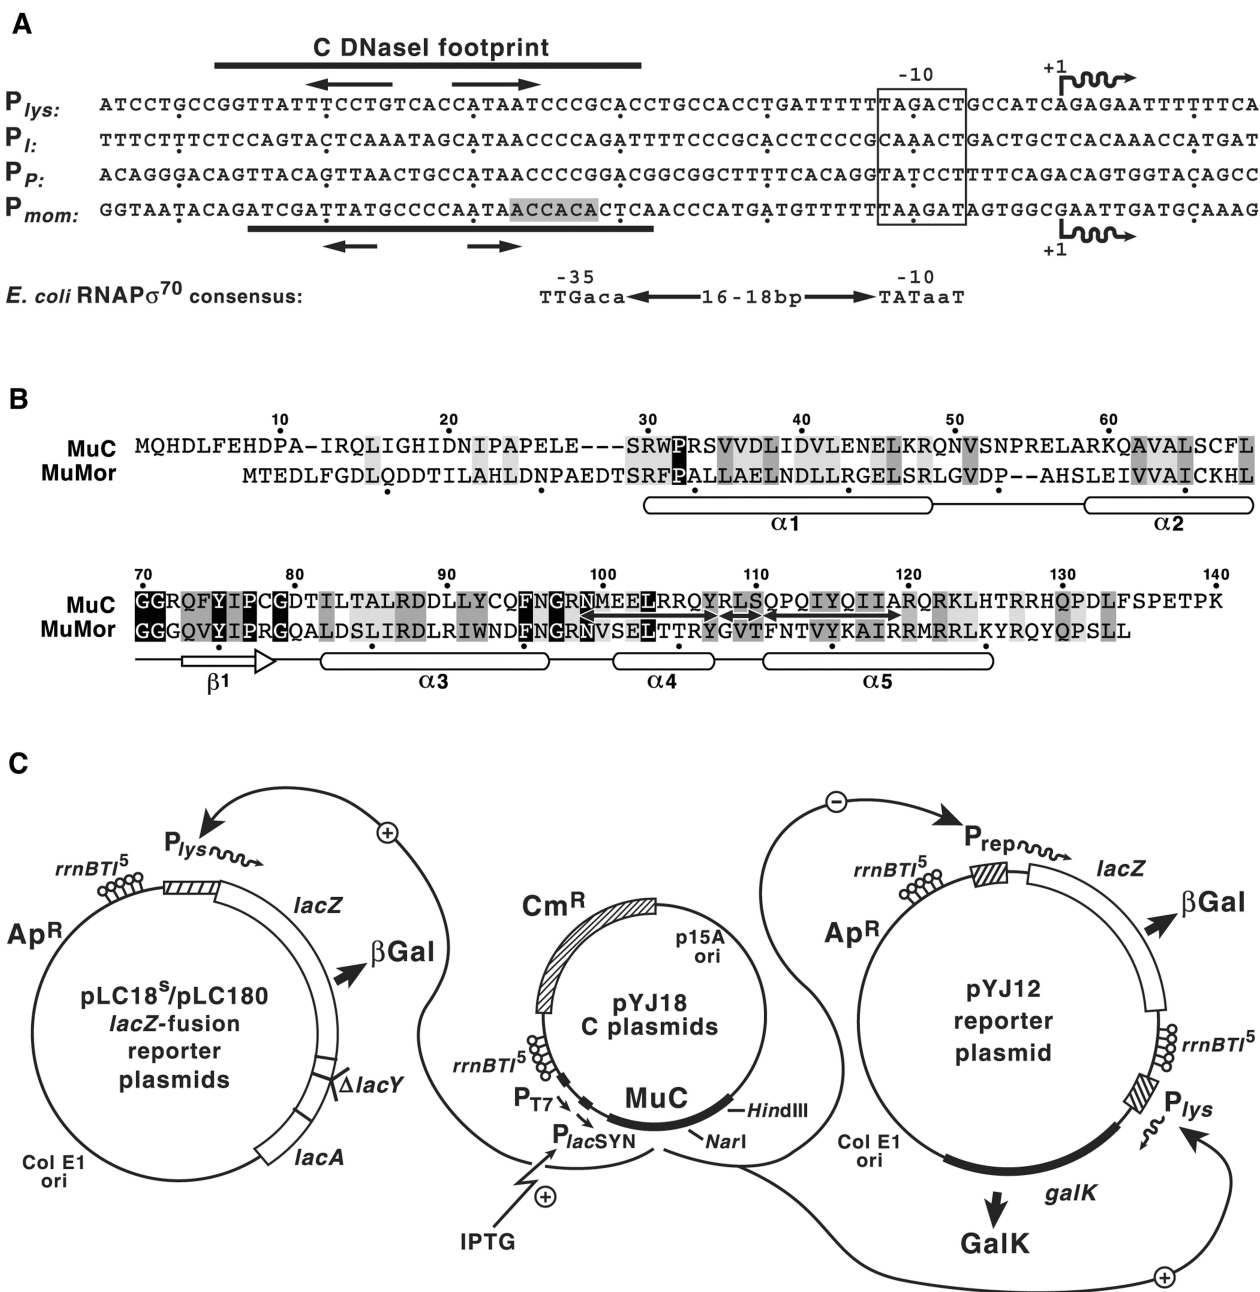 A
C DNaseI footprint
-10
+1
Plys: ATCCTGCCGGTTATTTCCTGTCACCATAATCCCGCACCTGCCACCTGATTTTTTAGACTGCCATCAGAGAATTTTTTCA
PI: TTTCTTTCTCCAGTACTCAAATAGCATAACCCCAGATTTTCCCGCACCTCCCGCAAACTGACTGCTCACAAACCATGAT
PP: ACAGGGACAGTTACAGTTAACTGCCATAACCCCGGACGGCGGCTTTTCACAGGTATCCTTTTCAGACAGTGGTACAGCC
Pmom: GGTAATACAGATCGATTATGCCCCAATAACCACACTCAACCCATGATGTTTTTTAAGATAGTGGCGAATTGATGCAAAG
+1
-35
-10
E. coli RNAPσ70 consensus: TTGaca 16-18bp TATaaT
B
10 20 30 40 50 60
MuC MQHDLFEHDPA-IRQLIGHIDNIPAPELE---SRWPRSVVDLIDVLENELKRQNVSNPRELARKQAVALSCFL
MuMor MTEDLFGDLQDDTILAHLDNPAEDTSRFPALLAELNDLLRGELSRLGVDP--AHSLEIVVAICKHL
α1 α2
70 80 90 100 110 120 130 140
MuC GGRQFYIPCGDTILTALRDDLLYCQFNGRNMEELRRQYRLSQPQIYQIIARQRKLHTRRHQPDLFSPETPK
MuMor GGGQVYIPRGQALDSLIRDLRIWNDFNGRNVSELTTRYGVTFNTVYKAIRRMRRLKYRQYQPSLL
β1 α3 α4 α5
C
Plys
rrnBTI5
lacZ
ApR
βGal
pLC18s/pLC180
lacZ-fusion
reporter
plasmids
ΔlacY
lacA
Col E1
ori
+
CmR
p15A
ori
pYJ18
C plasmids
rrnBTI5
MuC
PT7
PlacSYN
HindIII
NarI
+
IPTG
−
Prep
rrnBTI5
lacZ
ApR
βGal
pYJ12
reporter
plasmid
rrnBTI5
Plys
Col E1
ori
galK
GalK
+